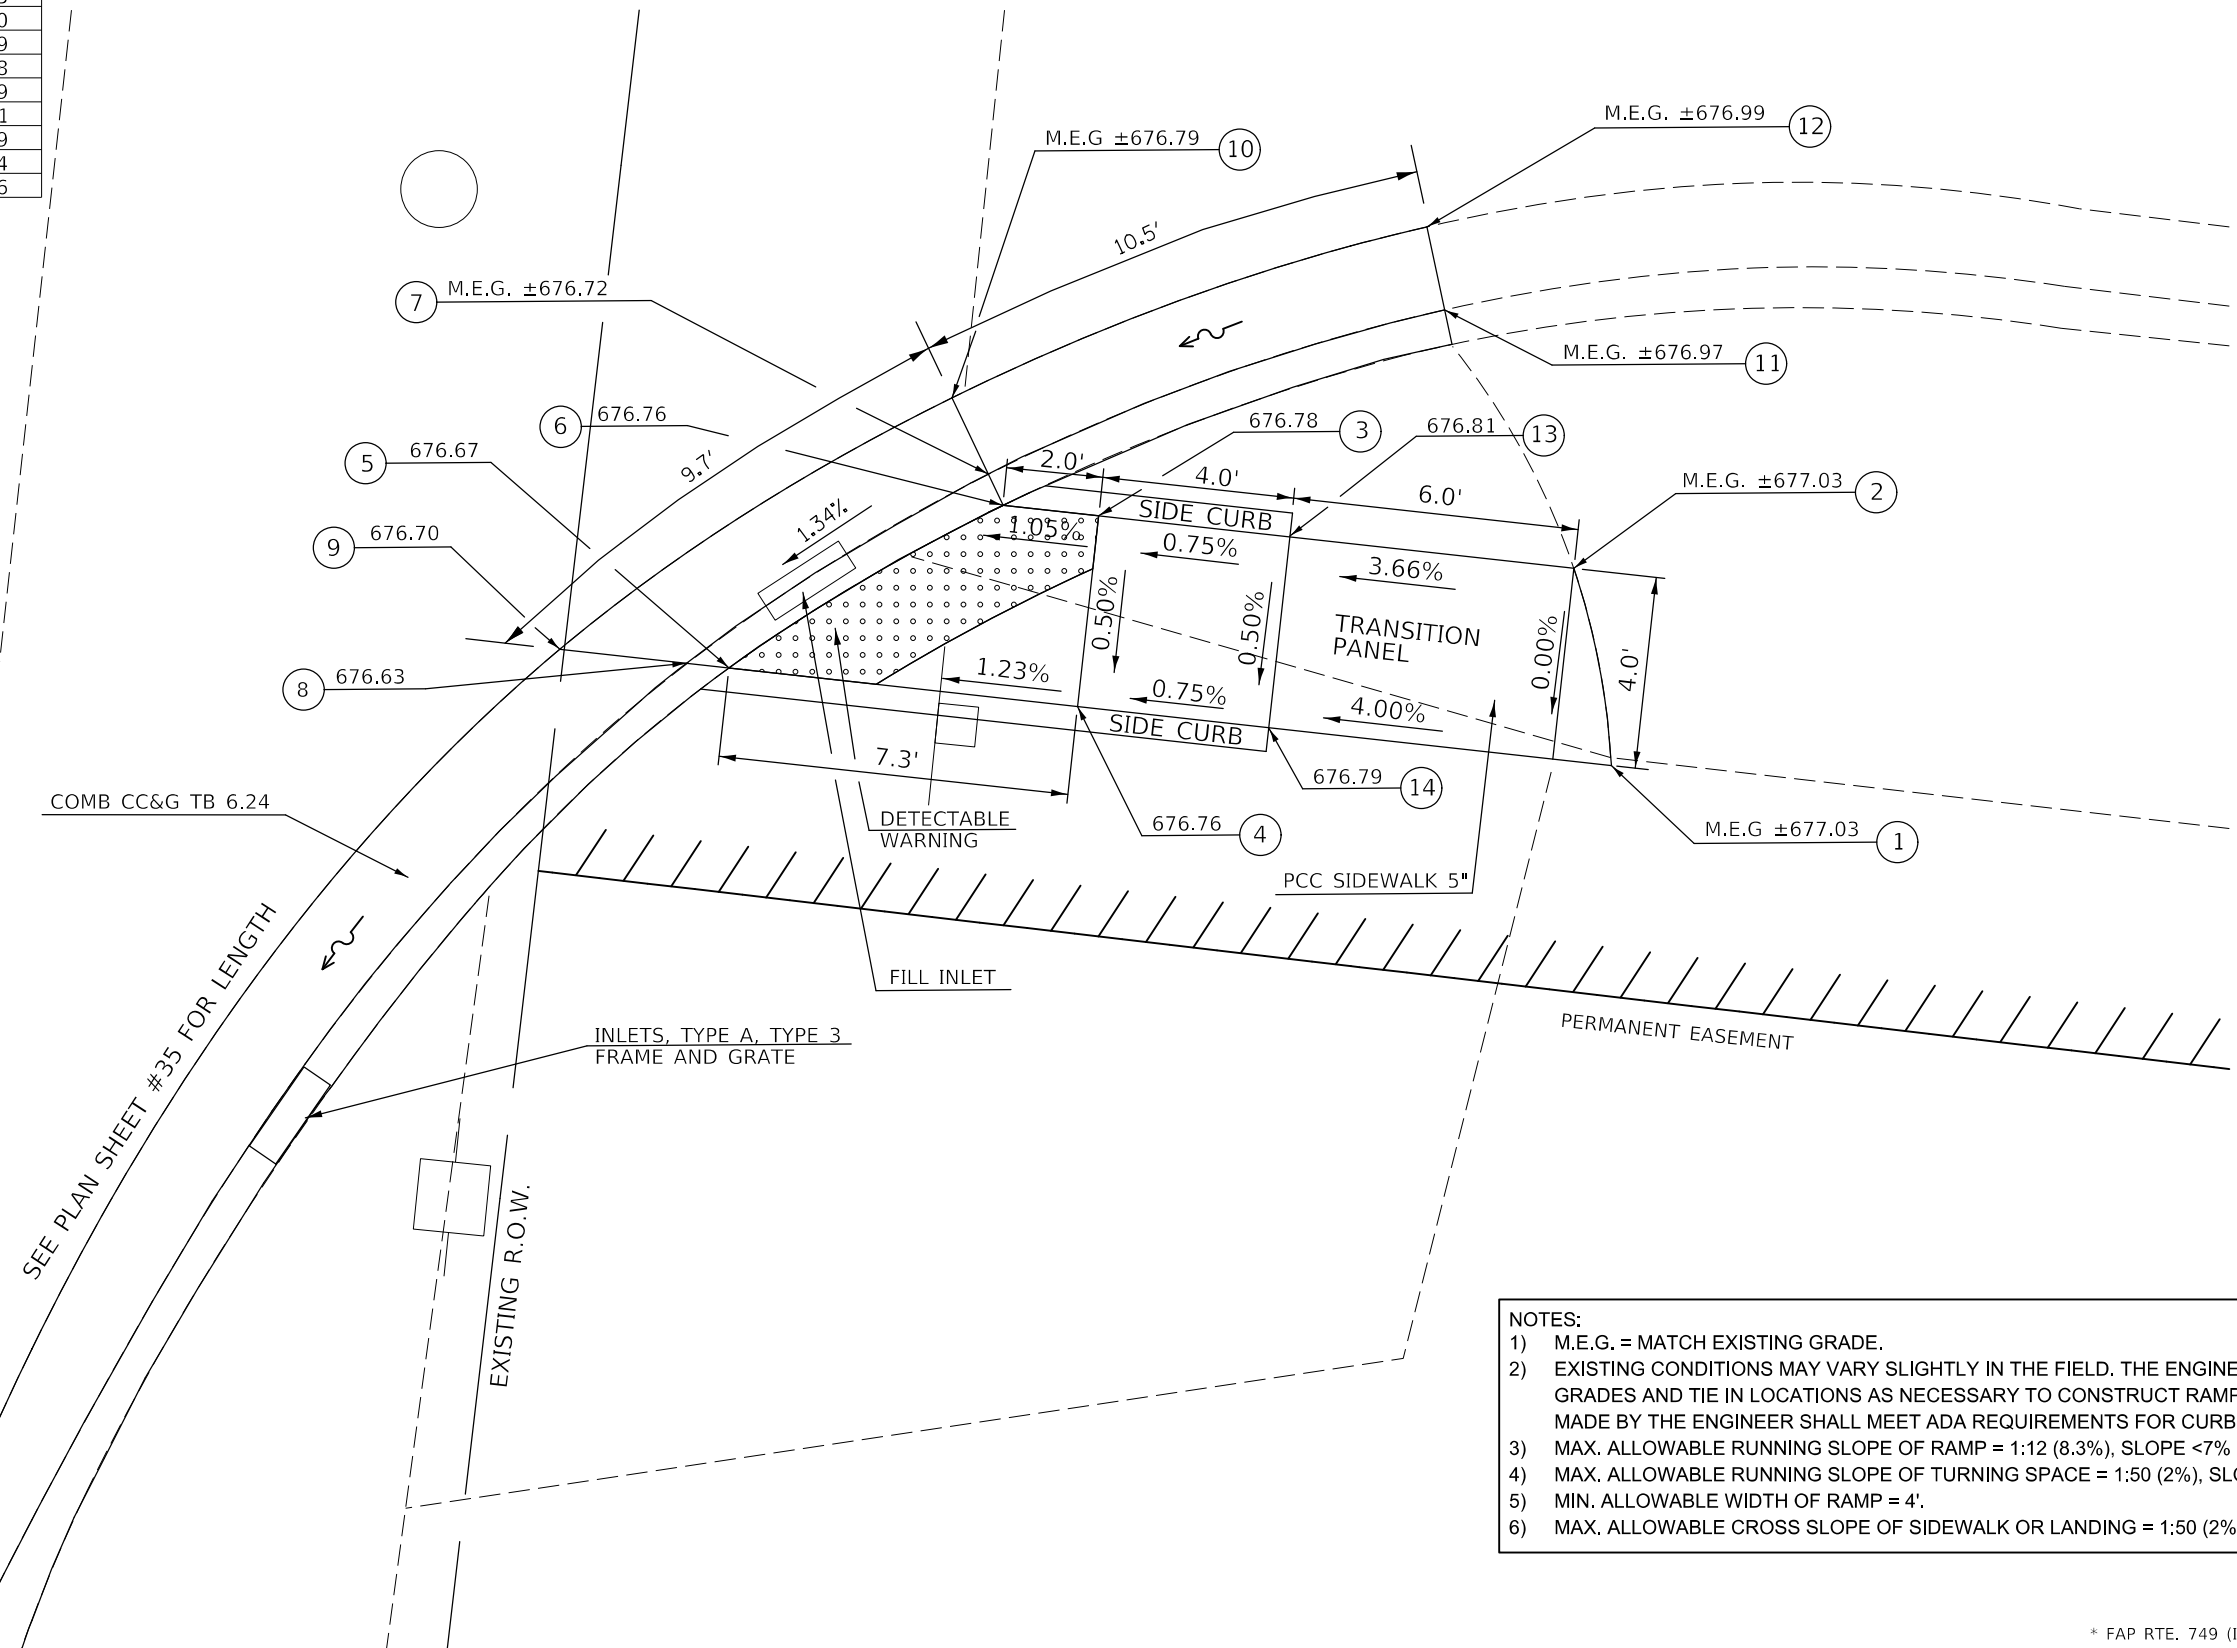 0
9
8
9
1
9
4
6
M.E.G. ±676.99
12
M.E.G ±676.79
10
10.5'
M.E.G. ±676.72
7
M.E.G. ±676.97
11
676.76
6
676.78
3
676.81
13
676.67
5
9.7'
2.0'
4.0'
6.0'
M.E.G. ±677.03
2
SIDE CURB
1.34%
1.05%
0.75%
3.66%
676.70
9
0.50%
0.50%
TRANSITION
PANEL
0.00%
4.0'
676.63
8
1.23%
0.75%
4.00%
SIDE CURB
7.3'
676.79
14
COMB CC&G TB 6.24
DETECTABLE
WARNING
676.76
4
M.E.G ±677.03
1
PCC SIDEWALK 5"
SEE PLAN SHEET #35 FOR LENGTH
FILL INLET
PERMANENT EASEMENT
INLETS, TYPE A, TYPE 3
FRAME AND GRATE
EXISTING R.O.W.
NOTES:
1) M.E.G. = MATCH EXISTING GRADE.
2) EXISTING CONDITIONS MAY VARY SLIGHTLY IN THE FIELD. THE ENGINE
GRADES AND TIE IN LOCATIONS AS NECESSARY TO CONSTRUCT RAMP
MADE BY THE ENGINEER SHALL MEET ADA REQUIREMENTS FOR CURB
3) MAX. ALLOWABLE RUNNING SLOPE OF RAMP = 1:12 (8.3%), SLOPE <7%
4) MAX. ALLOWABLE RUNNING SLOPE OF TURNING SPACE = 1:50 (2%), SLO
5) MIN. ALLOWABLE WIDTH OF RAMP = 4'.
6) MAX. ALLOWABLE CROSS SLOPE OF SIDEWALK OR LANDING = 1:50 (2%
* FAP RTE. 749 (I